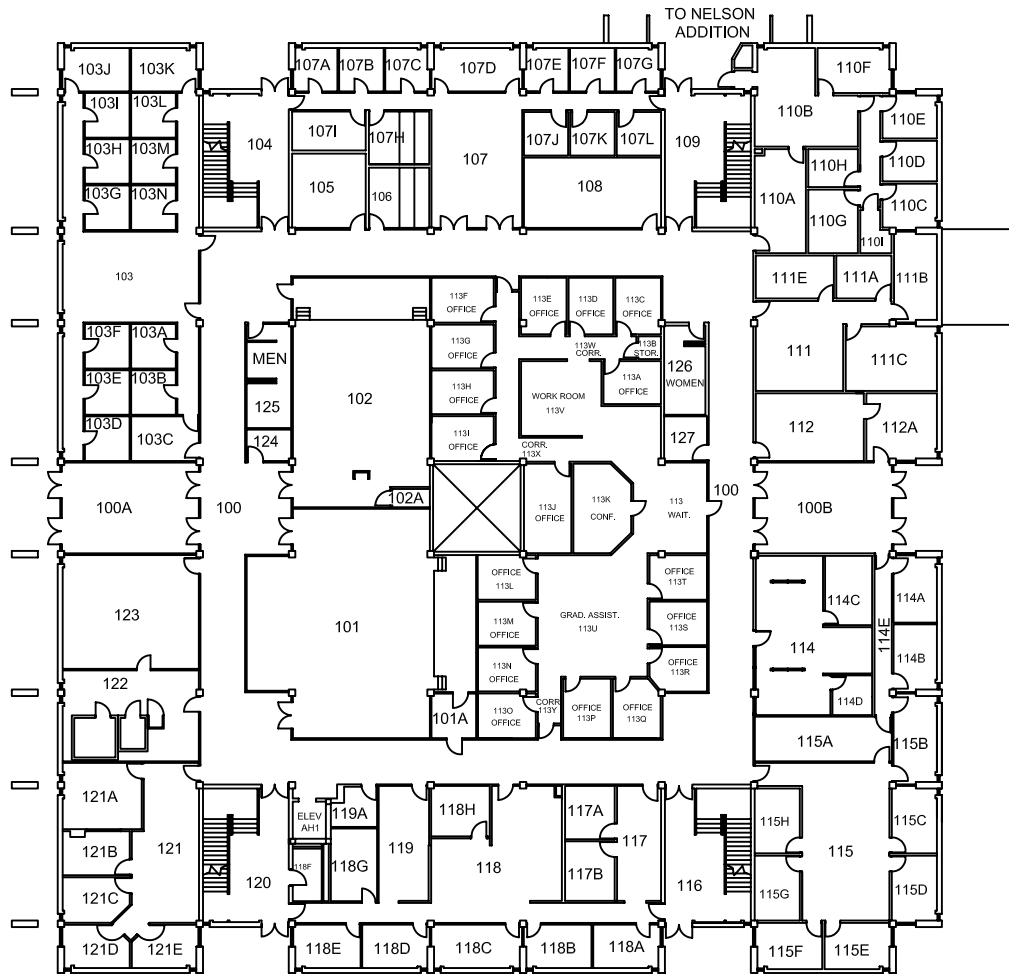 TO NELSON
ADDITION
103J
103K
107A
107B
107C
107D
107E
107F
107G
110F
103I
103L
110B
110E
104
107I
107H
107
107J
107K
107L
109
103H
103M
110H
110D
103G
103N
105
106
108
110A
110G
110C
110I
103
111E
111A
111B
113F
OFFICE
113E
OFFICE
113D
OFFICE
113C
OFFICE
103F
103A
MEN
113G
OFFICE
113W
CORR.
113B
STOR.
126
WOMEN
111
111C
103E
103B
125
102
113H
OFFICE
WORK ROOM
113V
113A
OFFICE
103D
103C
124
113I
OFFICE
CORR.
113X
127
112
112A
100A
100
102A
113J
OFFICE
113K
CONF.
113
WAIT.
100
100B
123
101
OFFICE
113L
OFFICE
113T
114C
114A
113M
OFFICE
GRAD. ASSIST.
113U
OFFICE
113S
114
114E
114B
122
113N
OFFICE
OFFICE
113R
114D
101A
113O
OFFICE
CORR.
113Y
OFFICE
113P
OFFICE
113Q
115A
115B
121A
ELEV
AH1
119A
118H
117A
115H
115C
121B
121
118F
118G
119
118
117
117B
115
121C
120
116
115G
115D
121D
121E
118E
118D
118C
118B
118A
115F
115E